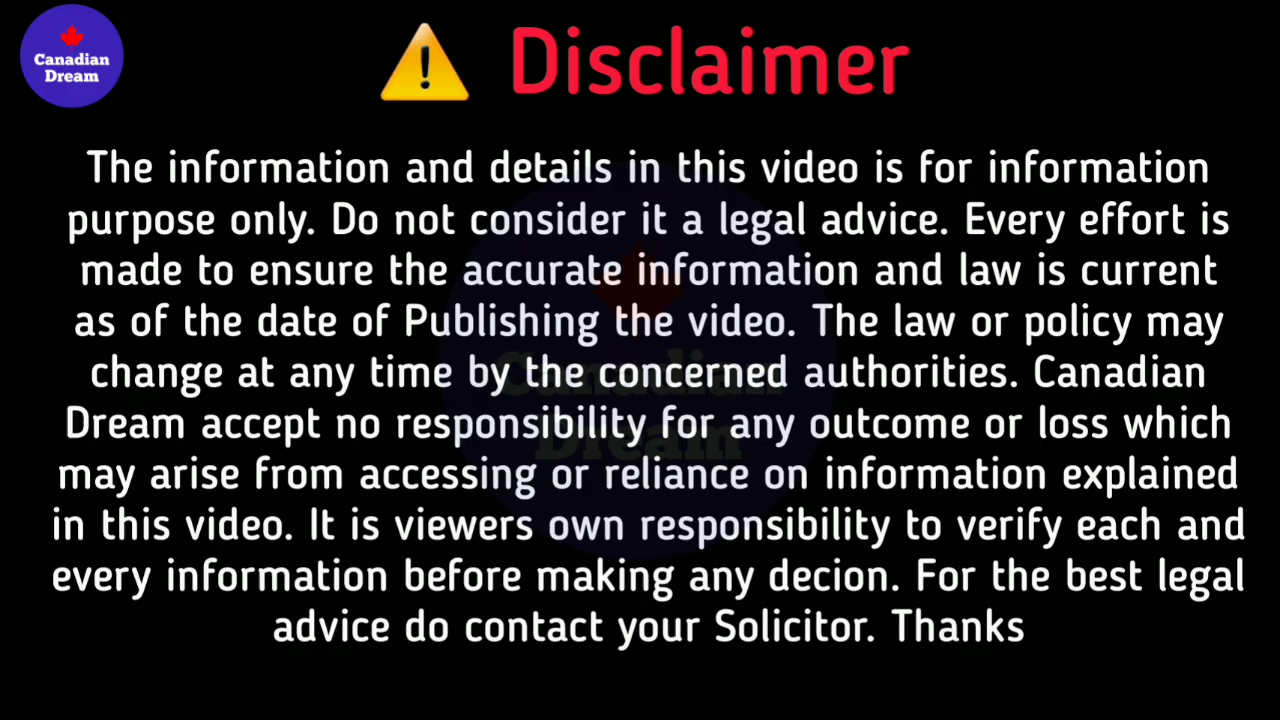 Canadian
Dream
Disclaimer
The information and details in this video is for information
purpose only. Do not consider it a legal advice. Every effort is
made to ensure the accurate information and law is current
as of the date of Publishing the video. The law or policy may
change at any time by the concerned authorities. Canadian
Dream accept no responsibility for any outcome or loss which
may arise from accessing or reliance on information explained
in this video. It is viewers own responsibility to verify each and
every information before making any decion. For the best legal
advice do contact your Solicitor. Thanks
Canadian
Dream